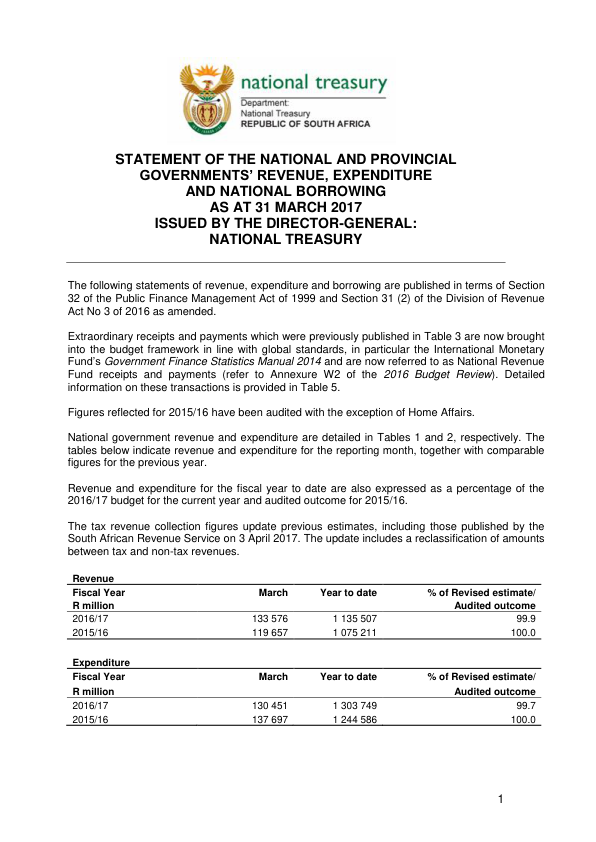 national treasury
Department:
National Treasury
REPUBLIC OF SOUTH AFRICA
STATEMENT OF THE NATIONAL AND PROVINCIAL
GOVERNMENTS' REVENUE, EXPENDITURE
AND NATIONAL BORROWING
AS AT 31 MARCH 2017
ISSUED BY THE DIRECTOR-GENERAL:
NATIONAL TREASURY
The following statements of revenue, expenditure and borrowing are published in terms of Section
32 of the Public Finance Management Act of 1999 and Section 31 (2) of the Division of Revenue
Act No 3 of 2016 as amended.
Extraordinary receipts and payments which were previously published in Table 3 are now brought
into the budget framework in line with global standards, in particular the International Monetary
Fund's Government Finance Statistics Manual 2014 and are now referred to as National Revenue
Fund receipts and payments (refer to Annexure W2 of the 2016 Budget Review). Detailed
information on these transactions is provided in Table 5.
Figures reflected for 2015/16 have been audited with the exception of Home Affairs.
National government revenue and expenditure are detailed in Tables 1 and 2, respectively. The
tables below indicate revenue and expenditure for the reporting month, together with comparable
figures for the previous year.
Revenue and expenditure for the fiscal year to date are also expressed as a percentage of the
2016/17 budget for the current year and audited outcome for 2015/16.
The tax revenue collection figures update previous estimates, including those published by the
South African Revenue Service on 3 April 2017. The update includes a reclassification of amounts
between tax and non-tax revenues.
Revenue
Fiscal Year March Year to date % of Revised estimate/
R million Audited outcome
2016/17 133 576 1 135 507 99.9
2015/16 119 657 1 075 211 100.0
Expenditure
Fiscal Year March Year to date % of Revised estimate/
R million Audited outcome
2016/17 130 451 1 303 749 99.7
2015/16 137 697 1 244 586 100.0
1